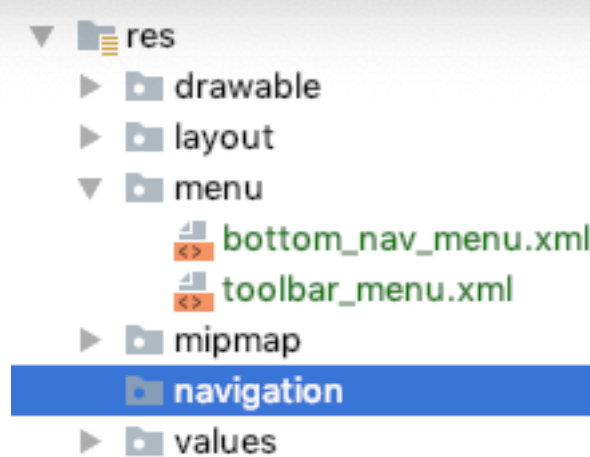 res
drawable
layout
menu
bottom_nav_menu.xml
toolbar_menu.xml
mipmap
navigation
values